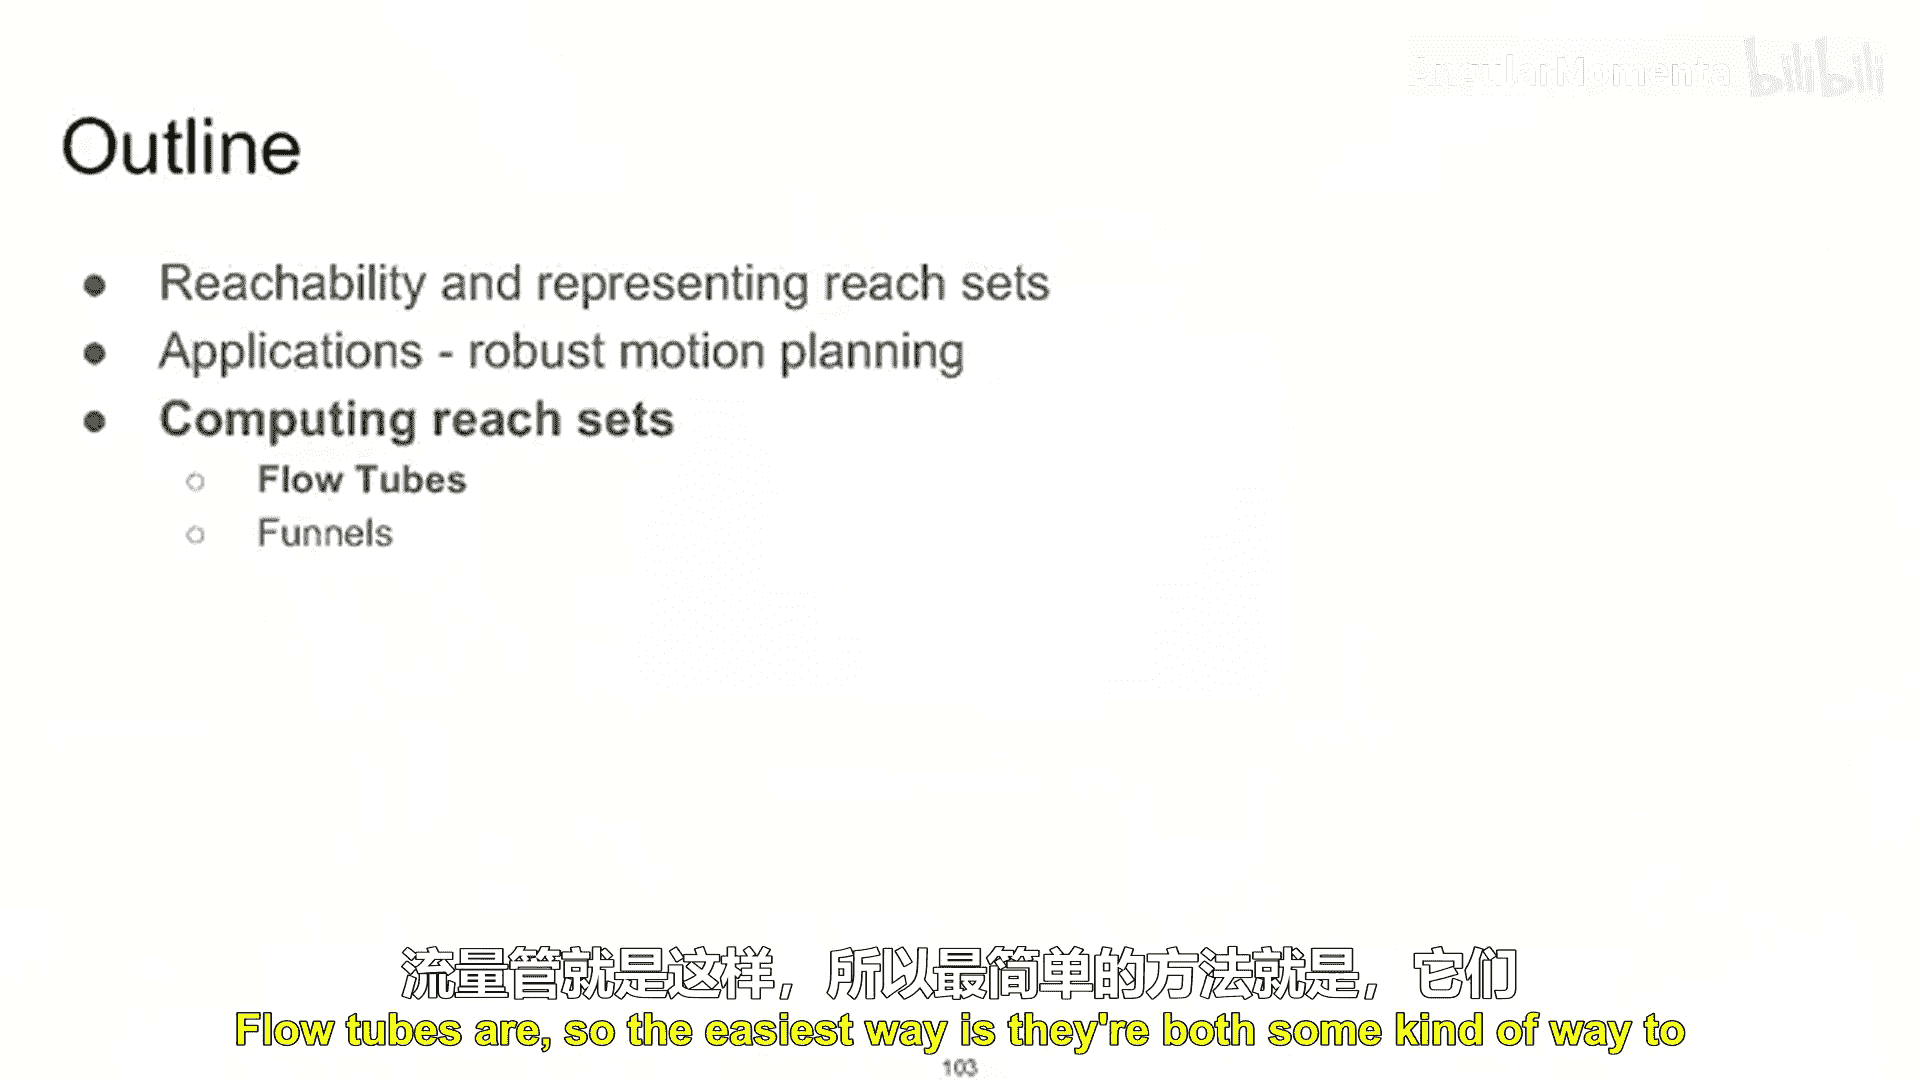 bilibili
Outline
● Reachability and representing reach sets
● Applications - robust motion planning
● Computing reach sets
○ Flow Tubes
○ Funnels
流量管就是这样，所以最简单的方法就是，它们
Flow tubes are, so the easiest way is they're both some kind of way to
103